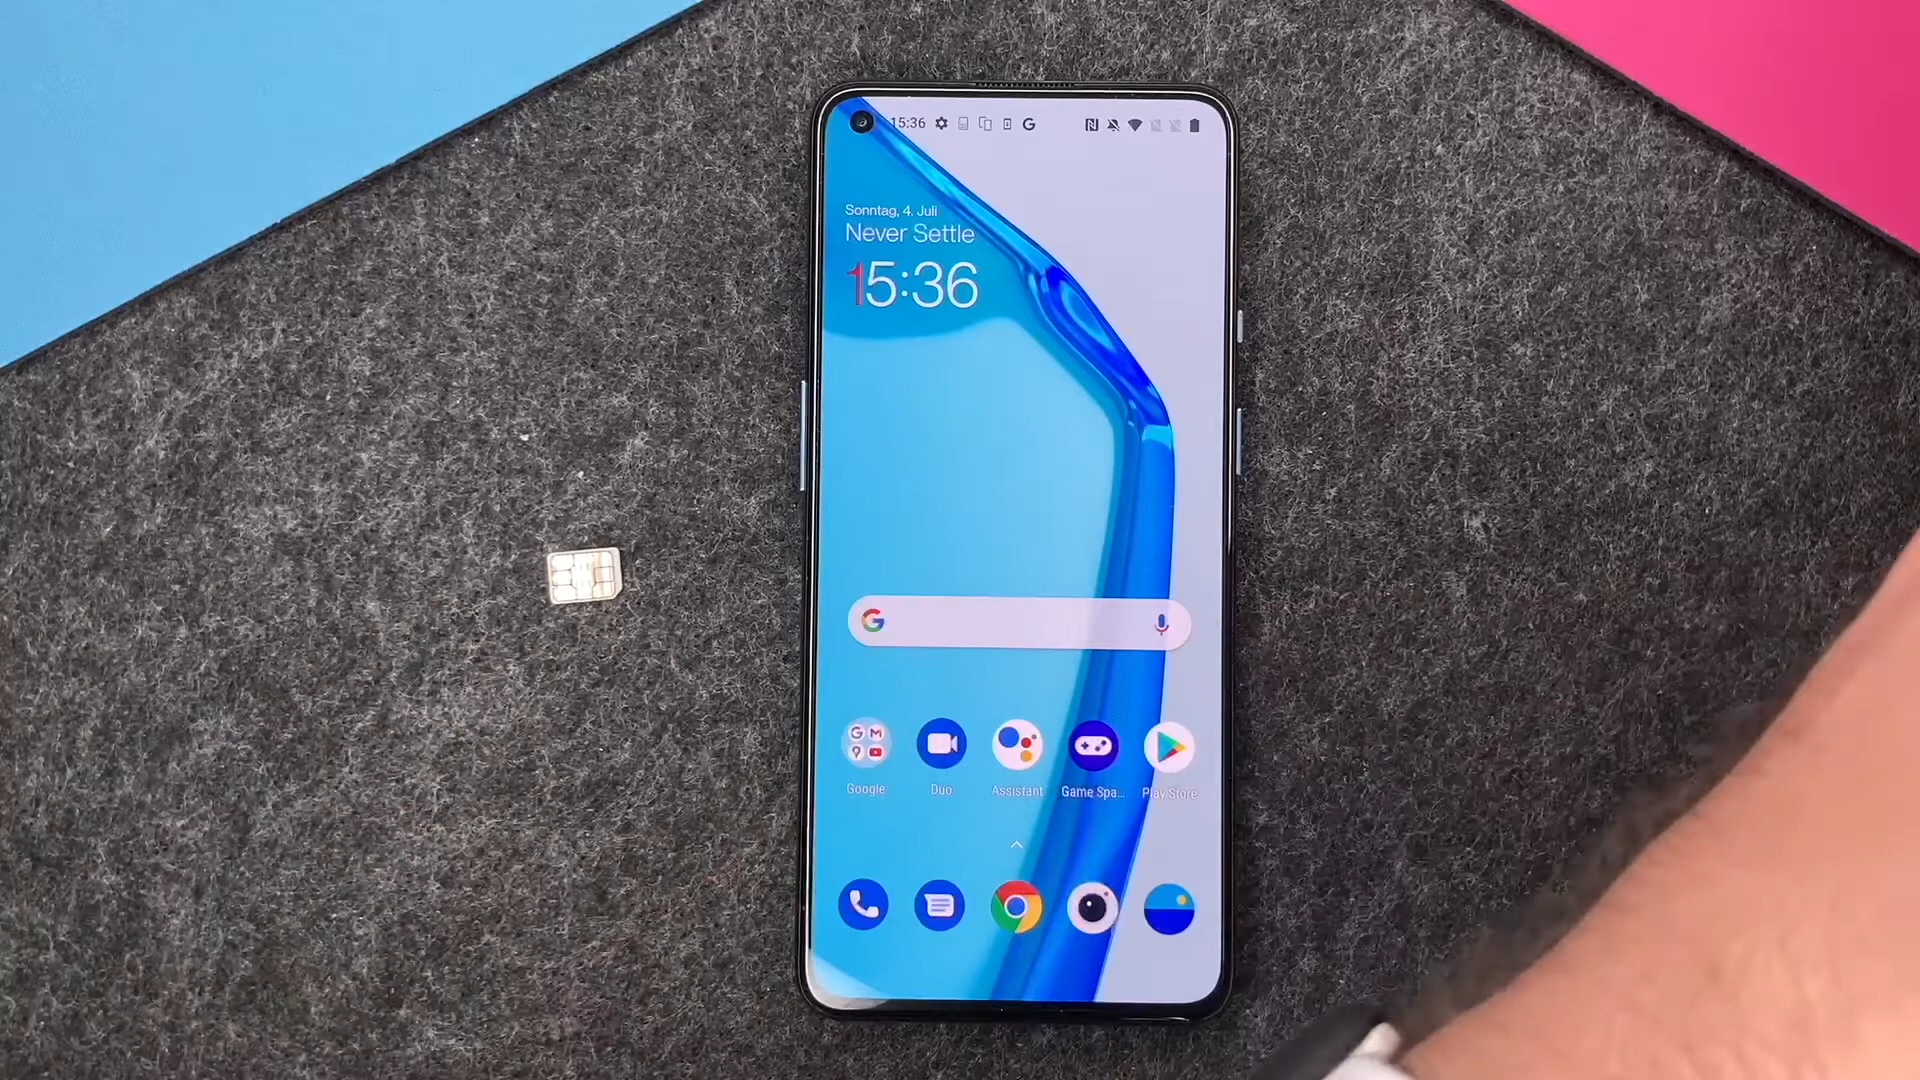 15:36
Sonntag, 4. Juli
Never Settle
15:36
Google
Duo
Assistant
Game Spa...
Play Store